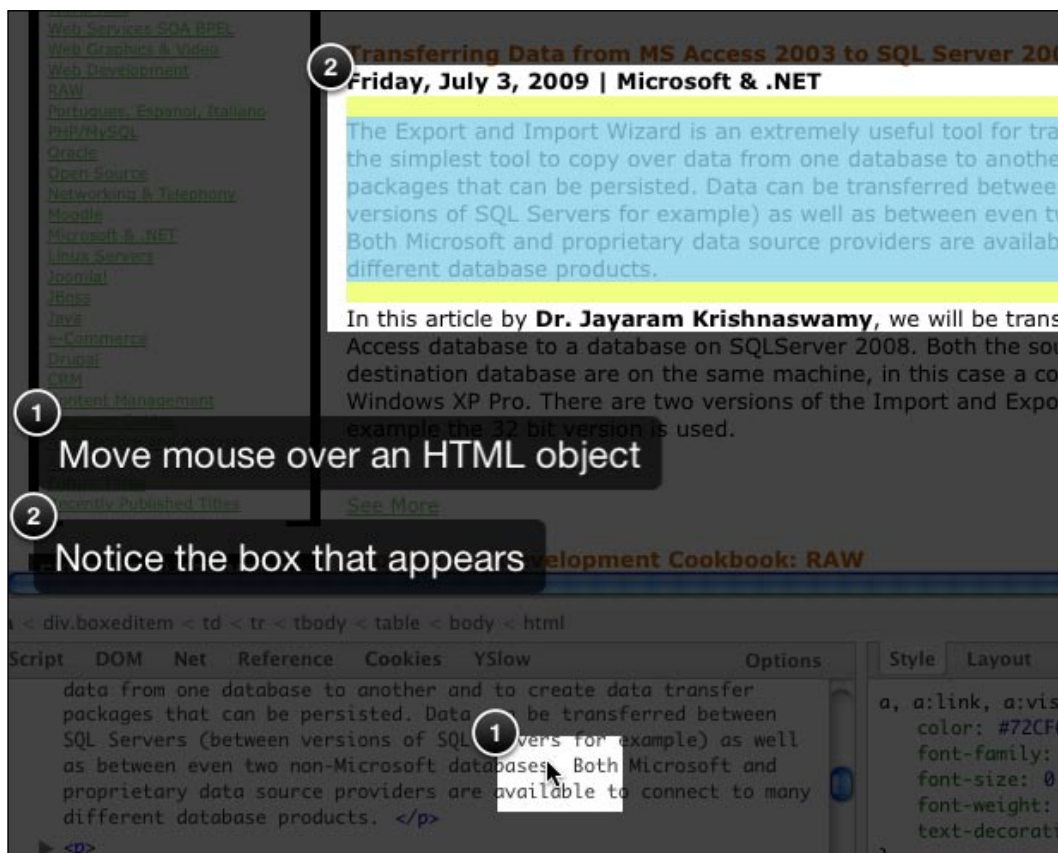 Web Services SOA BPEL
Web Graphics & Video
Web Development
RAW
Portugues, Espanol, Italiano
PHP/MySQL
Oracle
Open Source
Networking & Telephony
Moodle
Microsoft & .NET
Linux Servers
Joomla!
JBoss
Java
e-Commerce
Drupal
CRM
Content Management
Recently Published Titles
2
Transferring Data from MS Access 2003 to SQL Server 200
Friday, July 3, 2009 | Microsoft & .NET
The Export and Import Wizard is an extremely useful tool for tra
the simplest tool to copy over data from one database to anothe
packages that can be persisted. Data can be transferred betwee
versions of SQL Servers for example) as well as between even tw
Both Microsoft and proprietary data source providers are availab
different database products.
In this article by Dr. Jayaram Krishnaswamy, we will be trans
Access database to a database on SQLServer 2008. Both the sou
destination database are on the same machine, in this case a co
Windows XP Pro. There are two versions of the Import and Expo
example the 32 bit version is used.
See More
velopment Cookbook: RAW
1
Move mouse over an HTML object
2
Notice the box that appears
< div.boxeditem < td < tr < tbody < table < body < html
Script DOM Net Reference Cookies YSlow Options
data from one database to another and to create data transfer
packages that can be persisted. Data be transferred between
SQL Servers (between versions of SQL vers for example) as well
as between even two non-Microsoft databases. Both Microsoft and
proprietary data source providers are available to connect to many
different database products. </p>
<p>
1
Style Layout
a, a:link, a:vis
color: #72CF
font-family:
font-size: 0
font-weight:
text-decorati
}